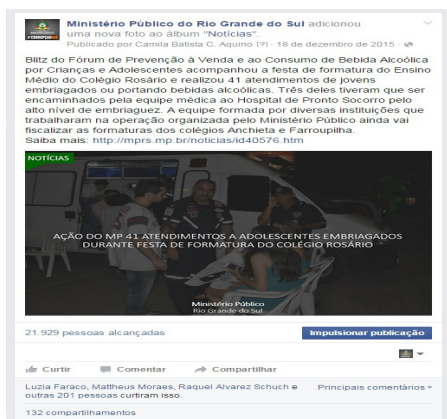 Ministério Público do Rio Grande do Sul adicionou
uma nova foto ao álbum "Notícias".
Publicado por Camila Batista C. Aquino [?] · 18 de dezembro de 2015 ·
Blitz do Fórum de Prevenção à Venda e ao Consumo de Bebida Alcoólica
por Crianças e Adolescentes acompanhou a festa de formatura do Ensino
Médio do Colégio Rosário e realizou 41 atendimentos de jovens
embriagados ou portando bebidas alcoólicas. Três deles tiveram que ser
encaminhados pela equipe médica ao Hospital de Pronto Socorro pelo
alto nível de embriaguez. A equipe formada por diversas instituições que
trabalharam na operação organizada pelo Ministério Público ainda vai
fiscalizar as formaturas dos colégios Anchieta e Farroupilha.
Saiba mais: http://mprs.mp.br/noticias/id40576.htm
NOTÍCIAS
AÇÃO DO MP 41 ATENDIMENTOS A ADOLESCENTES EMBRIAGADOS
DURANTE FESTA DE FORMATURA DO COLÉGIO ROSÁRIO
Ministério Público
Rio Grande do Sul
21.929 pessoas alcançadas
Impulsionar publicação
Curtir Comentar Compartilhar
Luzia Faraco, Mattheus Moraes, Raquel Alvarez Schuch e
outras 201 pessoas curtiram isso.
Principais comentários
132 compartilhamentos